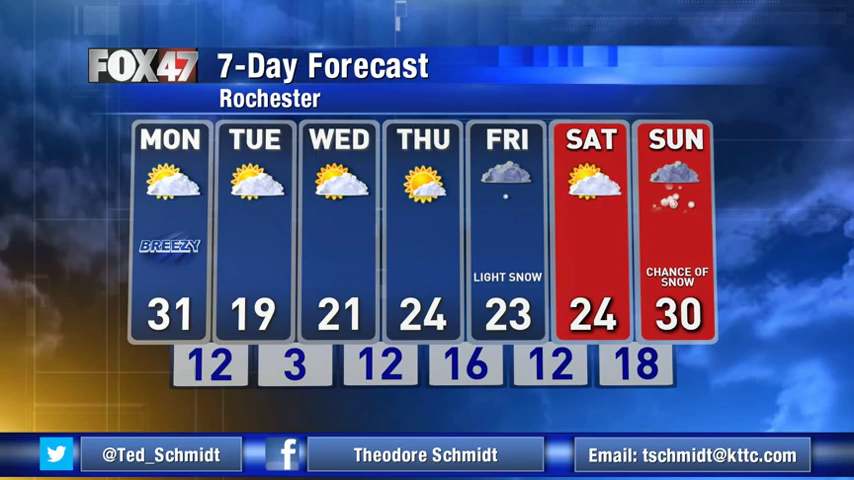 FOX47 7-Day Forecast
Rochester
MON TUE WED THU FRI SAT SUN
BREEZY
LIGHT SNOW CHANCE OF
SNOW
31 19 21 24 23 24 30
12 3 12 16 12 18
@Ted_Schmidt f Theodore Schmidt Email: tschmidt@kttc.com